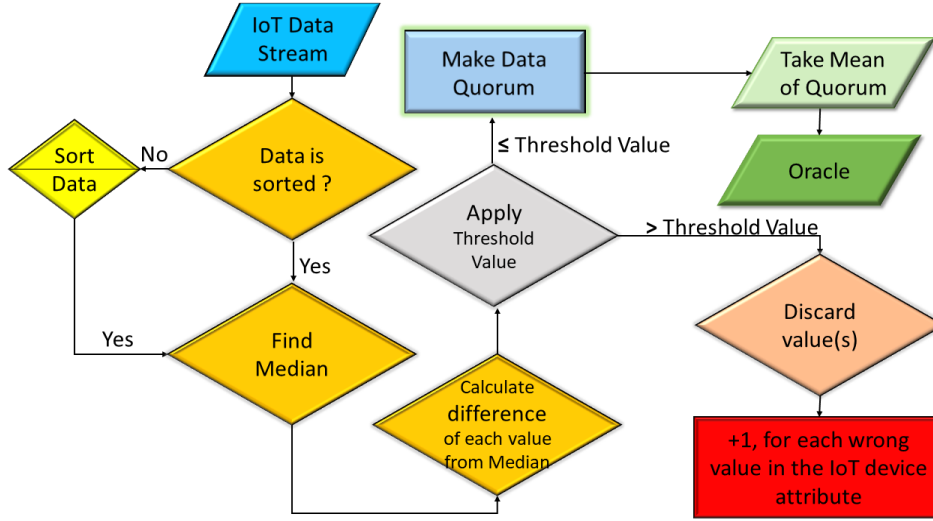 IoT Data
Stream
Data is
sorted ?
No
Sort
Data
Yes
Yes
Find
Median
Calculate
difference
of each value
from Median
Apply
Threshold
Value
≤ Threshold Value
Make Data
Quorum
Take Mean
of Quorum
Oracle
> Threshold Value
Discard
value(s)
+1, for each wrong
value in the IoT device
attribute